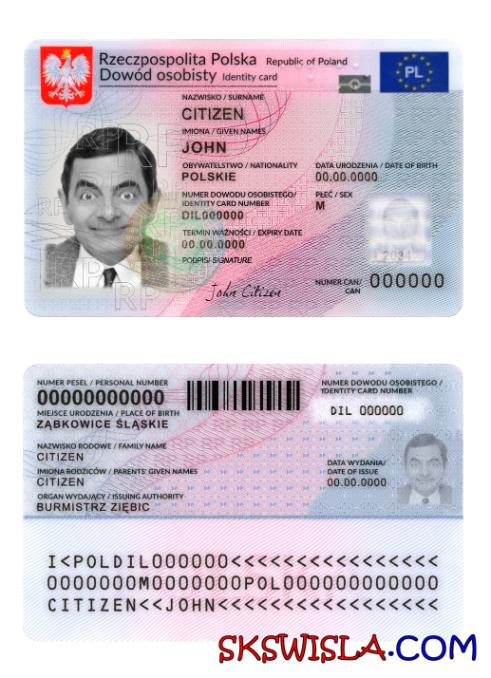 Rzeczpospolita Polska Republic of Poland
Dowód osobisty Identity card
PL
NAZWISKO / SURNAME
CITIZEN
IMIONA / GIVEN NAMES
JOHN
OBYWATELSTWO / NATIONALITY
POLSKIE
DATA URODZENIA / DATE OF BIRTH
00.00.0000
NUMER DOWODU OSOBISTEGO/
IDENTITY CARD NUMBER
DIL000000
PŁEĆ / SEX
M
TERMIN WAŻNOŚCI / EXPIRY DATE
00.00.0000
PODPIS/ SIGNATURE
John Citizen
NUMER CAN/
CAN
000000
NUMER PESEL / PERSONAL NUMBER
00000000000
MIEJSCE URODZENIA / PLACE OF BIRTH
ZĄBKOWICE ŚLĄSKIE
NUMER DOWODU OSOBISTEGO /
IDENTITY CARD NUMBER
DIL 000000
NAZWISKO RODOWE / FAMILY NAME
CITIZEN
IMIONA RODZICÓW / PARENTS' GIVEN NAMES
CITIZEN
ORGAN WYDAJĄCY / ISSUING AUTHORITY
BURMISTRZ ZIĘBIC
DATA WYDANIA/
DATE OF ISSUE
00.00.0000
I<POLDIL000000<<<<<<<<<<<<<<<<
0000000M0000000POL000000000000
CITIZEN<<JOHN<<<<<<<<<<<<<<<<<
SKSWISLA.COM